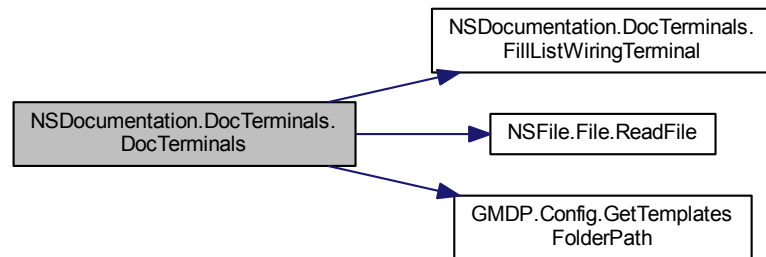 NSDocumentation.DocTerminals.
DocTerminals
NSDocumentation.DocTerminals.
FillListWiringTerminal
NSFile.File.ReadFile
GMDP.Config.GetTemplates
FolderPath